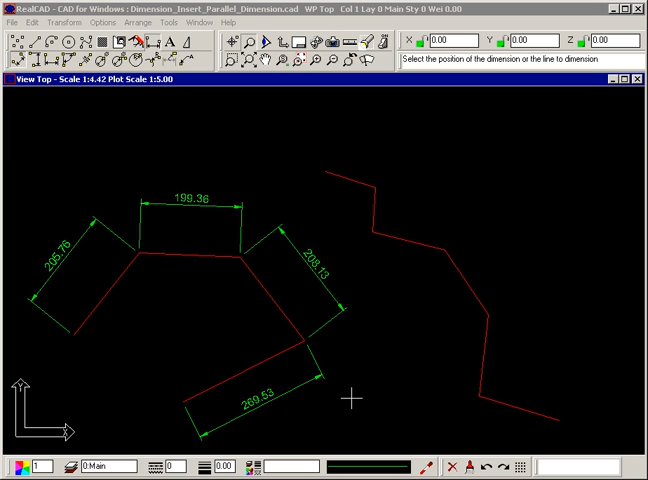 RealCAD - CAD for Windows : Dimension_Insert_Parallel_Dimension.cad WP Top Col 1 Lay 0 Main Sty 0 Wei 0.00
File Edit Transform Options Arrange Tools Window Help
X 0.00 Y 0.00 Z 0.00
Select the position of the dimension or the line to dimension
View Top - Scale 1:4.42 Plot Scale 1:5.00
199.36
205.76
208.13
269.53
Y
X
1 0:Main 0 0.00